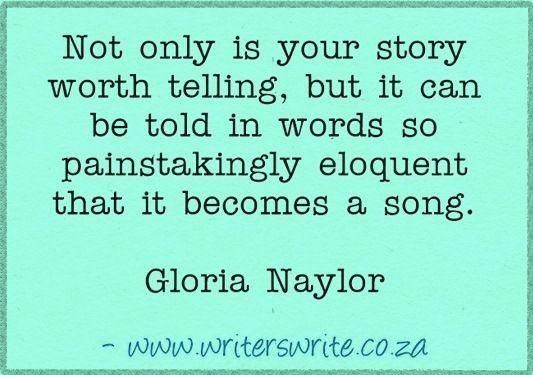 Not only is your story
worth telling, but it can
be told in words so
painstakingly eloquent
that it becomes a song.
Gloria Naylor
- www.writerswrite.co.za